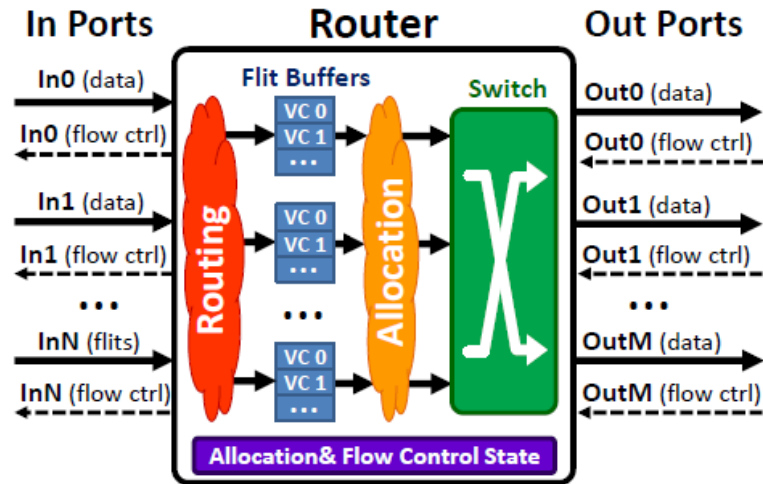 In Ports
Router
Out Ports
In0 (data)
In0 (flow ctrl)
In1 (data)
In1 (flow ctrl)
...
InN (flits)
InN (flow ctrl)
Routing
Flit Buffers
VC 0
VC 1
...
VC 0
VC 1
...
...
VC 0
VC 1
...
Allocation
Switch
Allocation& Flow Control State
Out0 (data)
Out0 (flow ctrl)
Out1 (data)
Out1 (flow ctrl)
...
OutM (data)
OutM (flow ctrl)